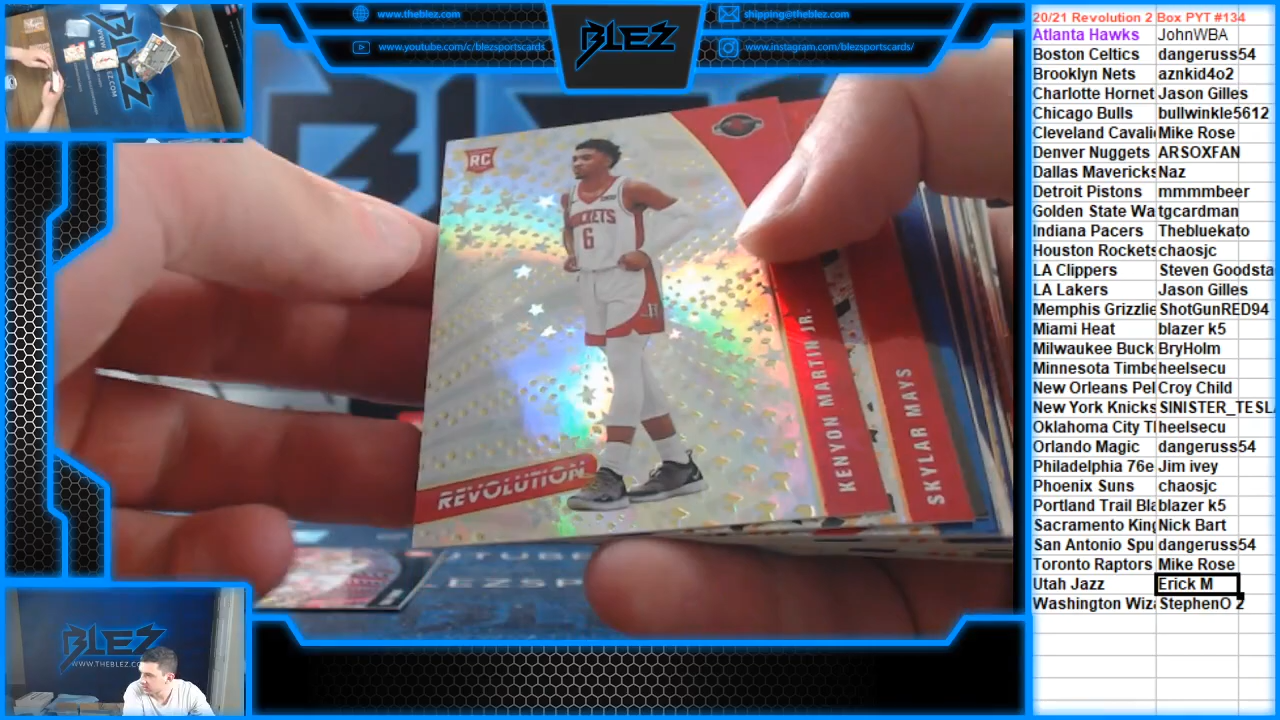 www.theblez.com
BLEZ
shipping@theblez.com
www.youtube.com/c/blezsportscards
www.instagram.com/blezsportscards/
RC
ROCKETS
6
REVOLUTION
KENYON MARTIN JR.
SKYLAR MAYS
BLEZ
WWW.THEBLEZ.COM
20/21 Revolution 2 Box PYT #134
Atlanta Hawks JohnWBA
Boston Celtics dangeruss54
Brooklyn Nets aznkid4o2
Charlotte Hornet Jason Gilles
Chicago Bulls bullwinkle5612
Cleveland Cavali Mike Rose
Denver Nuggets ARSOXFAN
Dallas Mavericks Naz
Detroit Pistons mmmmbeer
Golden State Wa tgcardman
Indiana Pacers Thebluekato
Houston Rockets chaosjc
LA Clippers Steven Goodsta
LA Lakers Jason Gilles
Memphis Grizzlie ShotGunRED94
Miami Heat blazer k5
Milwaukee Buck BryHolm
Minnesota Timbe heelsecu
New Orleans Pel Croy Child
New York Knicks SINISTER_TESL
Oklahoma City Tl heelsecu
Orlando Magic dangeruss54
Philadelphia 76e Jim ivey
Phoenix Suns chaosjc
Portland Trail Bla blazer k5
Sacramento King Nick Bart
San Antonio Spu dangeruss54
Toronto Raptors Mike Rose
Utah Jazz Erick M
Washington Wiza StephenO 2